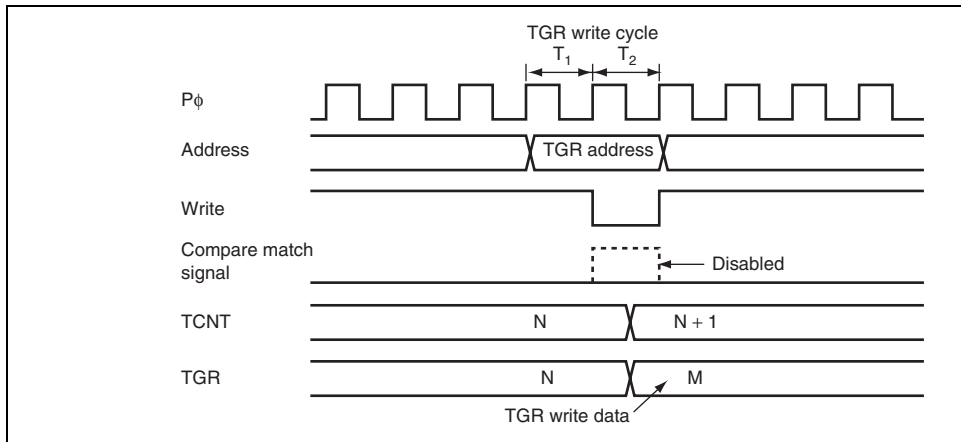 TGR write cycle
T1 T2
Pϕ
Address
TGR address
Write
Compare match
signal
Disabled
TCNT
N
N + 1
TGR
N
M
TGR write data